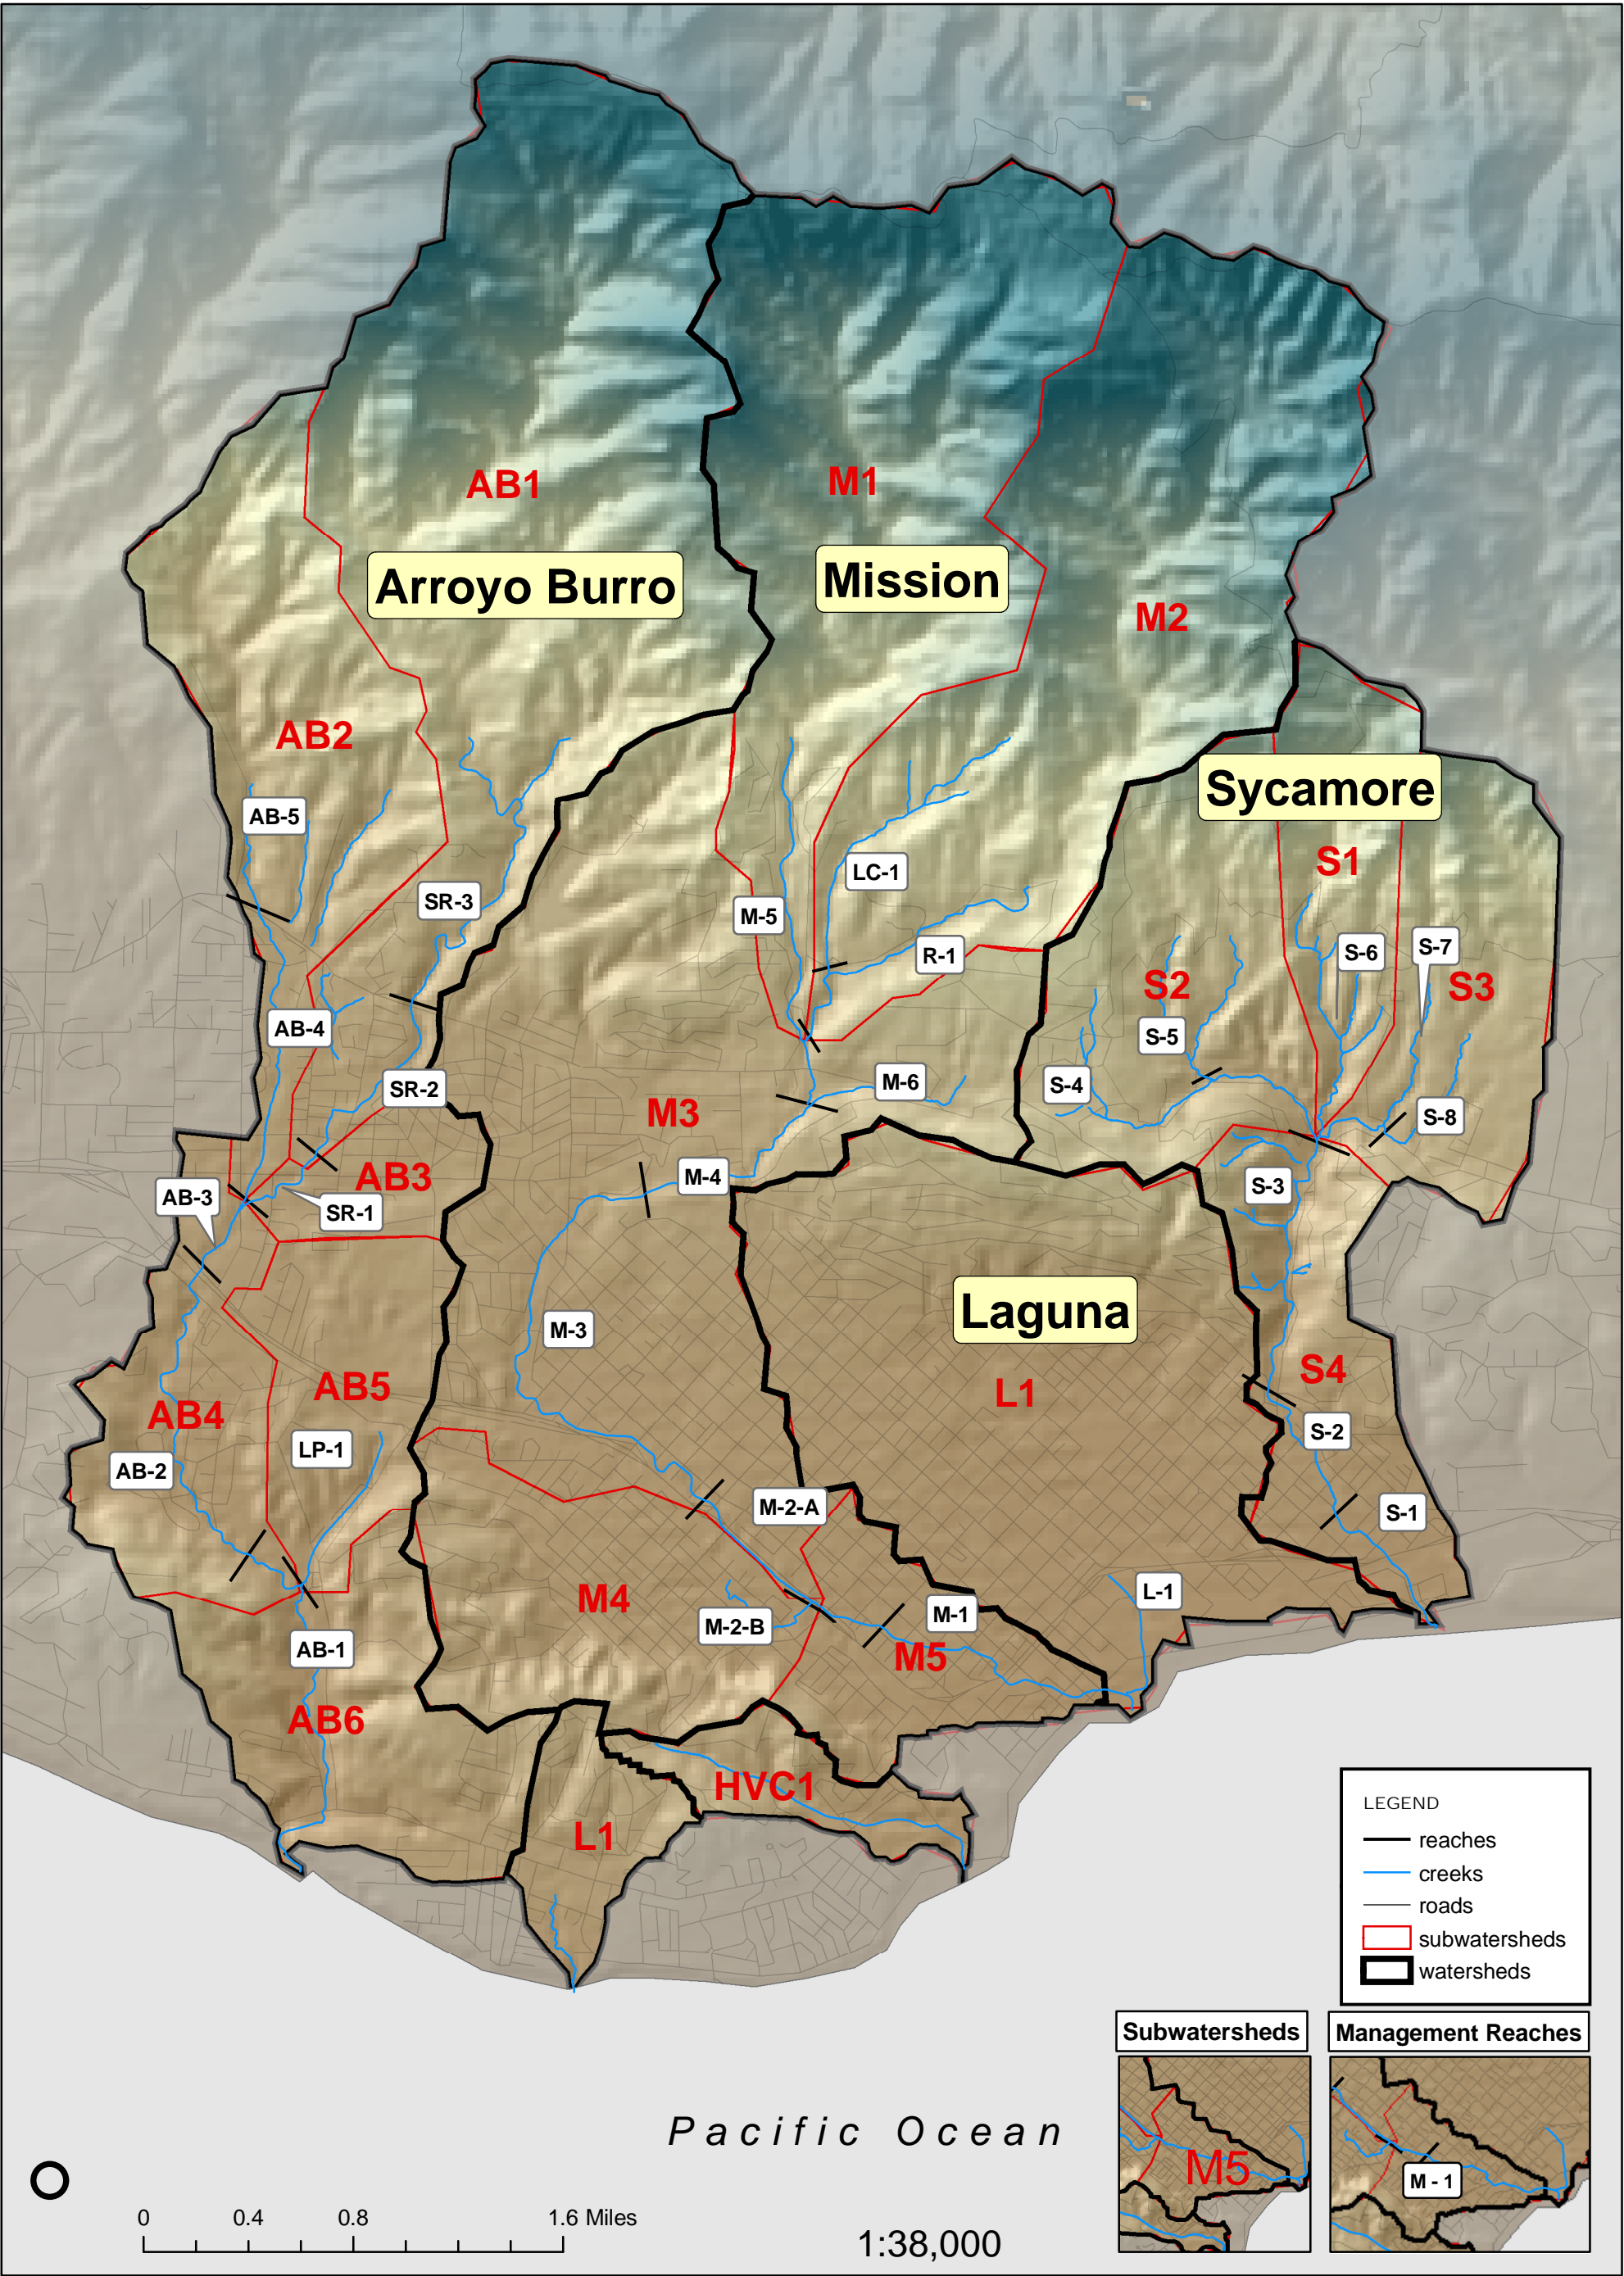 AB1
M1
Arroyo Burro
Mission
M2
AB2
Sycamore
AB-5
S1
LC-1
SR-3
M-5
S-7
S-6
R-1
S2
S3
AB-4
S-5
M-6
S-4
SR-2
M3
S-8
AB3
M-4
S-3
AB-3
SR-1
Laguna
M-3
S4
AB5
L1
AB4
S-2
LP-1
AB-2
M-2-A
S-1
L-1
M4
M-1
M-2-B
AB-1
M5
AB6
HVC1
L1
LEGEND
reaches
creeks
roads
subwatersheds
watersheds
Subwatersheds
Management Reaches
M5
M - 1
Pacific Ocean
0 0.4 0.8 1.6 Miles
1:38,000